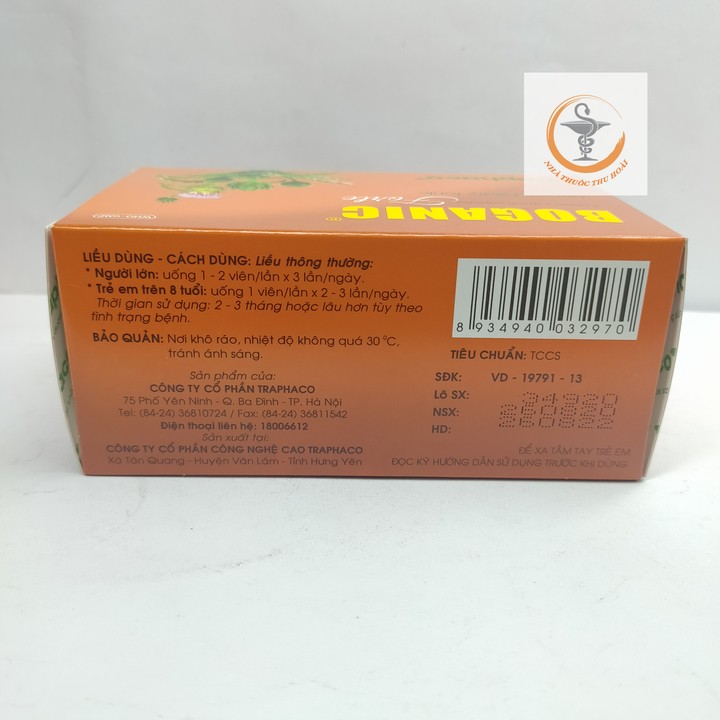 NHÀ THUỐC THU HOÀI
BOGANIC®
Forte
LIỀU DÙNG - CÁCH DÙNG: Liều thông thường:
* Người lớn: uống 1 - 2 viên/lần x 3 lần/ngày.
* Trẻ em trên 8 tuổi: uống 1 viên/lần x 2 - 3 lần/ngày.
Thời gian sử dụng: 2 - 3 tháng hoặc lâu hơn tùy theo
tình trạng bệnh.
BẢO QUẢN: Nơi khô ráo, nhiệt độ không quá 30 °C,
tránh ánh sáng.
Sản phẩm của:
CÔNG TY CỔ PHẦN TRAPHACO
75 Phố Yên Ninh - Q. Ba Đình - TP. Hà Nội
Tel: (84-24) 36810724 / Fax: (84-24) 36811542
Điện thoại liên hệ: 18006612
Sản xuất tại:
CÔNG TY CỔ PHẦN CÔNG NGHỆ CAO TRAPHACO
Xã Tân Quang - Huyện Văn Lâm - Tỉnh Hưng Yên
8 934940 032970
TIÊU CHUẨN: TCCS
SĐK: VD - 19791 - 13
Lô SX: 34320
NSX: 260820
HD: 260822
ĐỂ XA TẦM TAY TRẺ EM
ĐỌC KỸ HƯỚNG DẪN SỬ DỤNG TRƯỚC KHI DÙNG